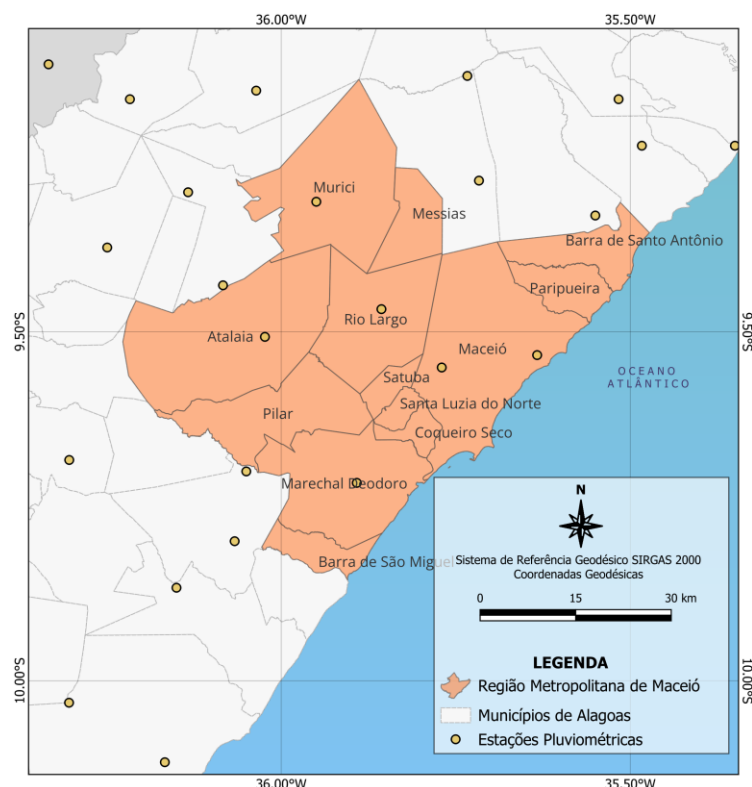 36.00°W
35.50°W
Murici
Messias
Barra de Santo Antônio
Paripueira
Rio Largo
9.50°S
9.50°S
Atalaia
Maceió
OCEANO
ATLÂNTICO
Satuba
Santa Luzia do Norte
Pilar
Coqueiro Seco
Marechal Deodoro
N
Barra de São Miguel
Sistema de Referência Geodésico SIRGAS 2000
Coordenadas Geodésicas
0 15 30 km
LEGENDA
10.00°S
10.00°S
Região Metropolitana de Maceió
Municípios de Alagoas
Estações Pluviométricas
36.00°W
35.50°W